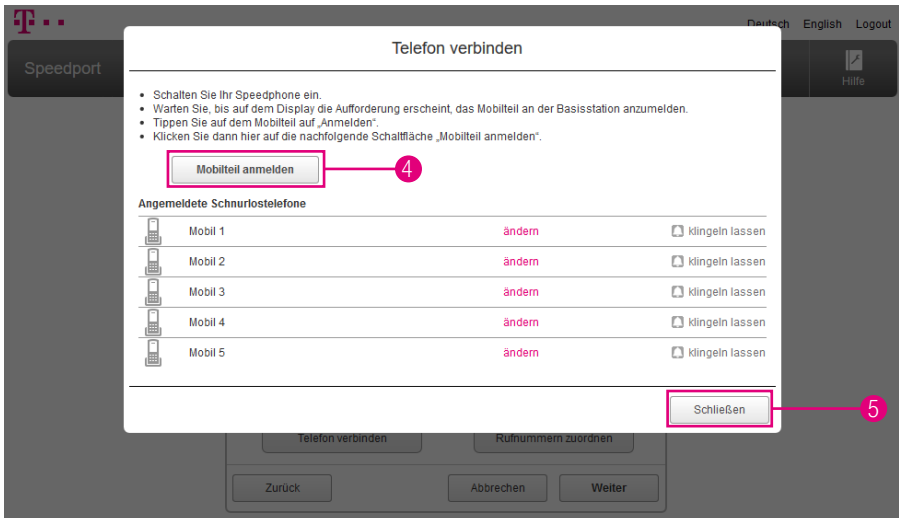 T
Deutsch English Logout
Speedport
Hilfe
Telefon verbinden
• Schalten Sie Ihr Speedphone ein.
• Warten Sie, bis auf dem Display die Aufforderung erscheint, das Mobilteil an der Basisstation anzumelden.
• Tippen Sie auf dem Mobilteil auf „Anmelden“.
• Klicken Sie dann hier auf die nachfolgende Schaltfläche „Mobilteil anmelden“.
Mobilteil anmelden 4
Angemeldete Schnurlostelefone
Mobil 1 ändern klingeln lassen
Mobil 2 ändern klingeln lassen
Mobil 3 ändern klingeln lassen
Mobil 4 ändern klingeln lassen
Mobil 5 ändern klingeln lassen
Schließen 5
Telefon verbinden Rufnummern zuordnen
Zurück Abbrechen Weiter